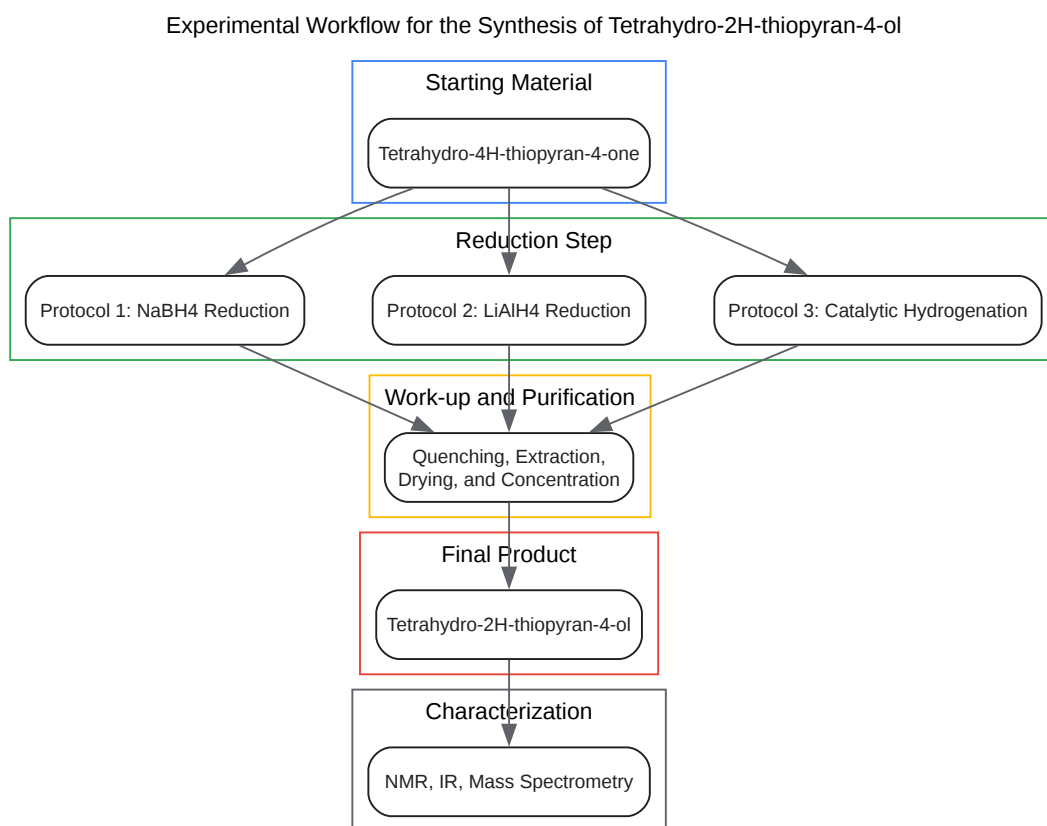 Experimental Workflow for the Synthesis of Tetrahydro-2H-thiopyran-4-ol
Starting Material
Tetrahydro-4H-thiopyran-4-one
Reduction Step
Protocol 1: NaBH4 Reduction
Protocol 2: LiAlH4 Reduction
Protocol 3: Catalytic Hydrogenation
Work-up and Purification
Quenching, Extraction,
Drying, and Concentration
Final Product
Tetrahydro-2H-thiopyran-4-ol
Characterization
NMR, IR, Mass Spectrometry